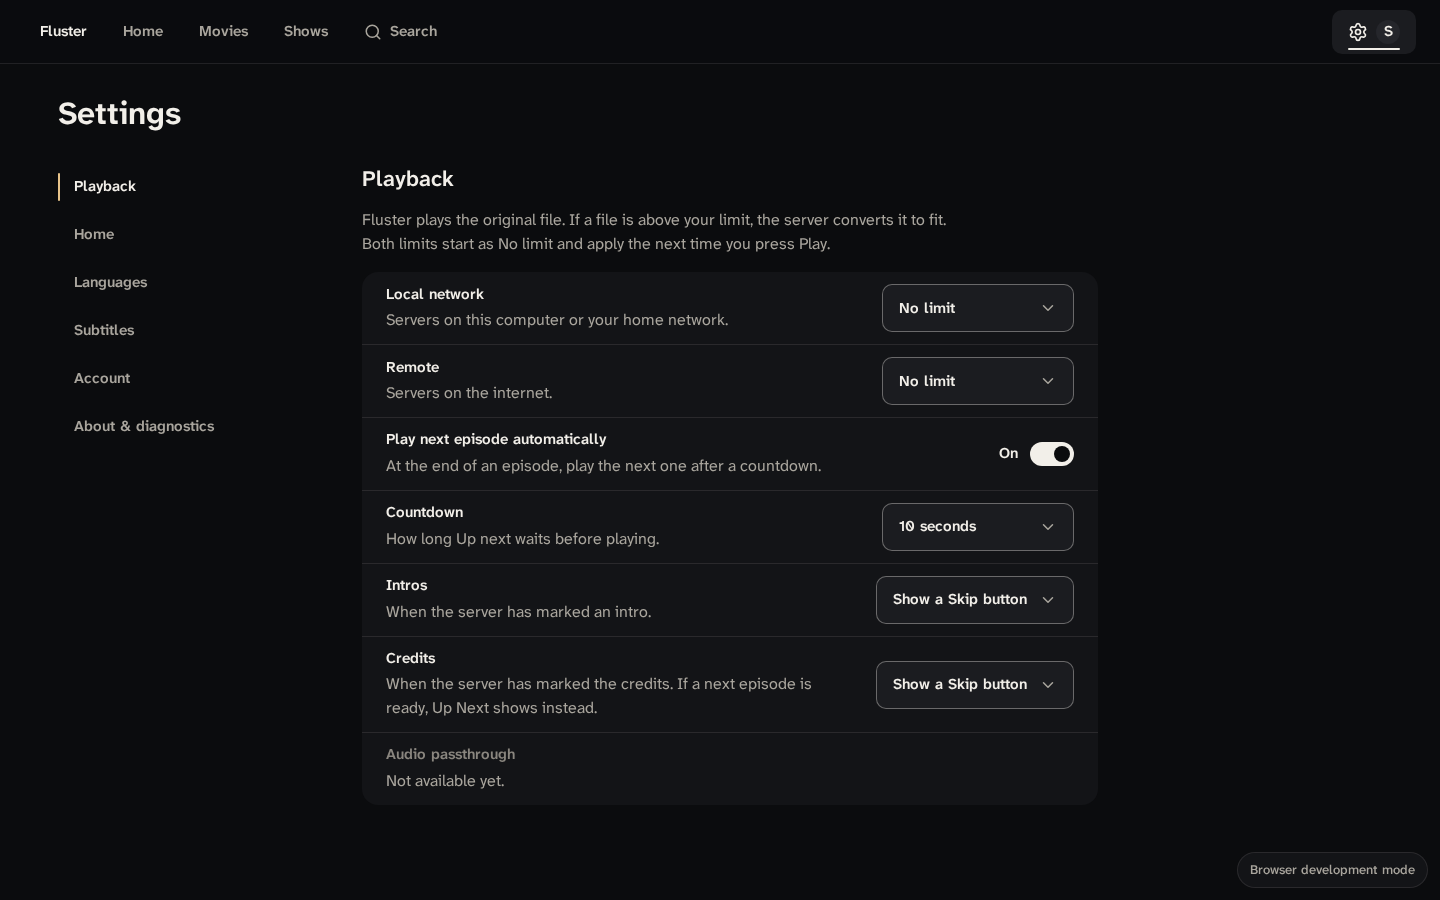 Fluster
Home
Movies
Shows
Search
S
Settings
Playback
Home
Languages
Subtitles
Account
About & diagnostics
Playback
Fluster plays the original file. If a file is above your limit, the server converts it to fit.
Both limits start as No limit and apply the next time you press Play.
Local network
Servers on this computer or your home network.
No limit
Remote
Servers on the internet.
No limit
Play next episode automatically
At the end of an episode, play the next one after a countdown.
On
Countdown
How long Up next waits before playing.
10 seconds
Intros
When the server has marked an intro.
Show a Skip button
Credits
When the server has marked the credits. If a next episode is
ready, Up Next shows instead.
Show a Skip button
Audio passthrough
Not available yet.
Browser development mode